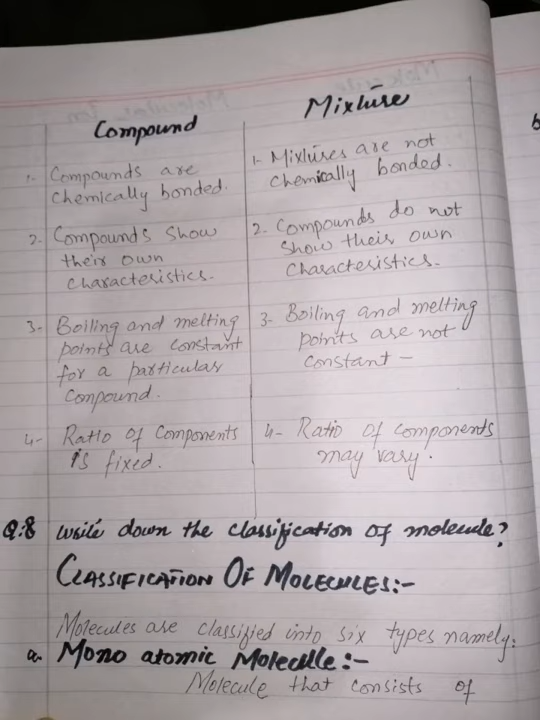 Compound
Mixture
1- Compounds are
chemically bonded.
1- Mixtures are not
chemically bonded.
2- Compounds show
their own
characteristics.
2- Compounds do not
show their own
characteristics.
3- Boiling and melting
points are constant
for a particular
compound.
3- Boiling and melting
points are not
constant -
4- Ratio of components
is fixed.
4- Ratio of components
may vary.
Q:8 write down the classification of molecule?
CLASSIFICATION OF MOLECULES:-
Molecules are classified into six types namely:
a. Mono atomic Molecule:-
Molecule that consists of
b